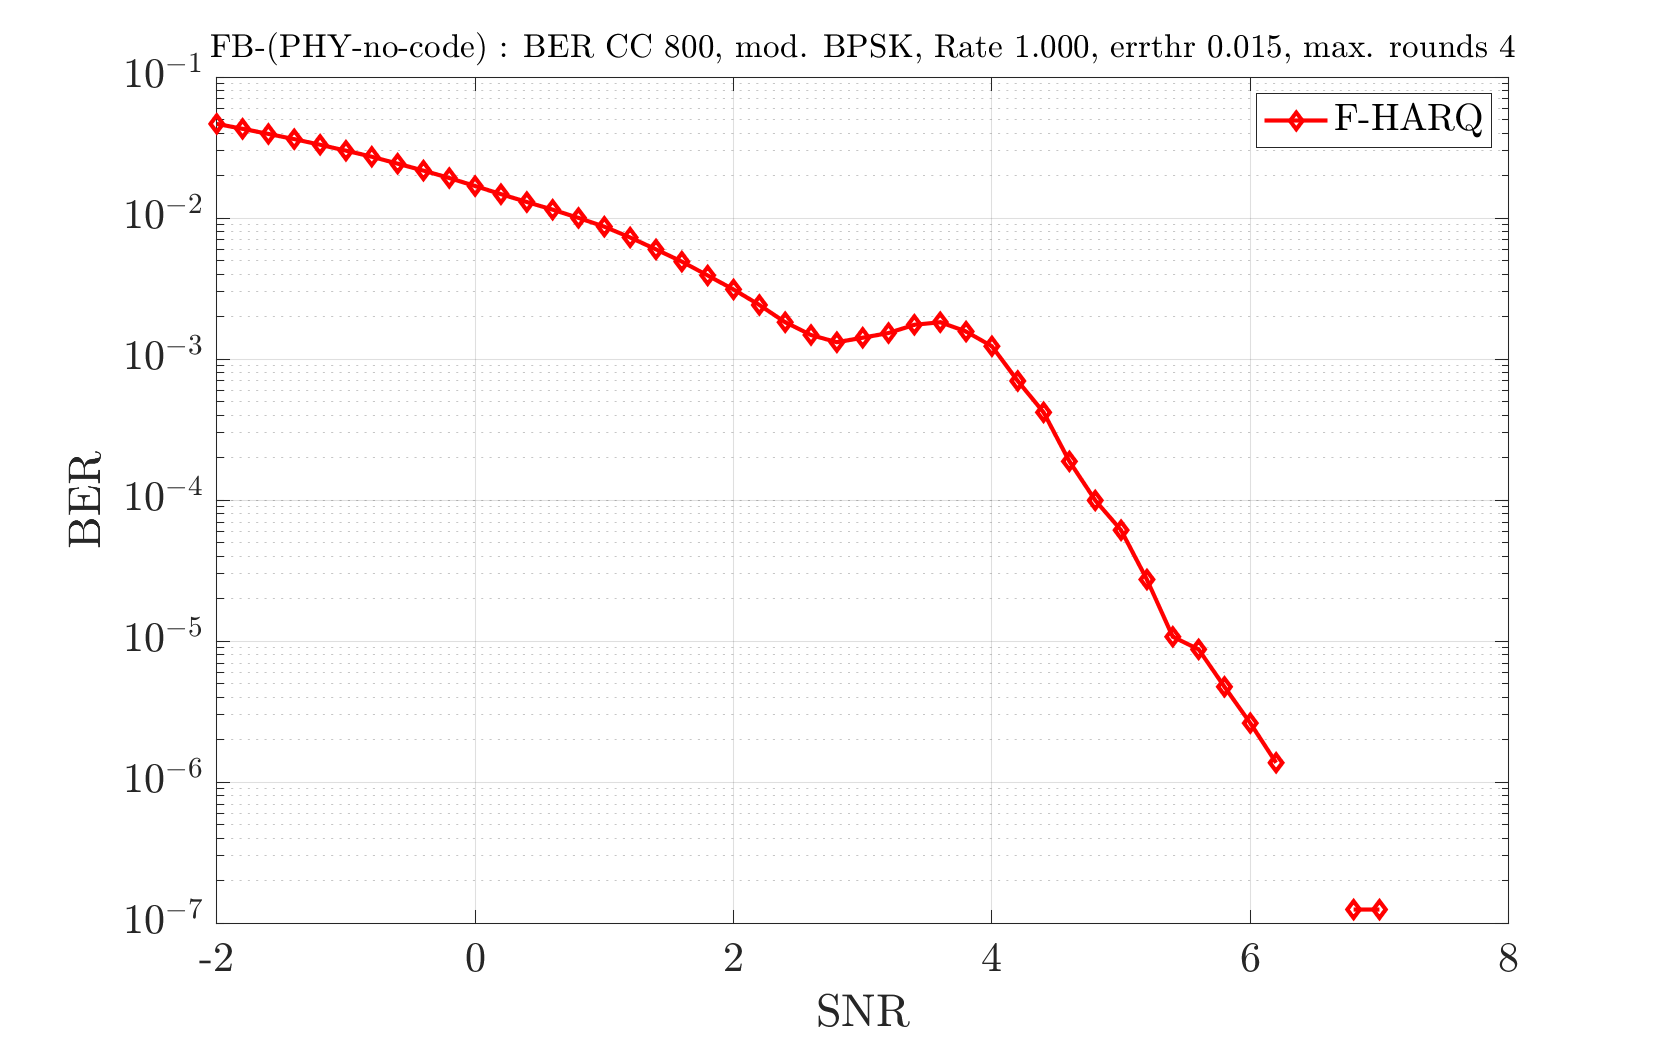 FB-(PHY-no-code) : BER CC 800, mod. BPSK, Rate 1.000, errthr 0.015, max. rounds 4
F-HARQ
BER
10⁻¹
10⁻²
10⁻³
10⁻⁴
10⁻⁵
10⁻⁶
10⁻⁷
-2 0 2 4 6 8
SNR